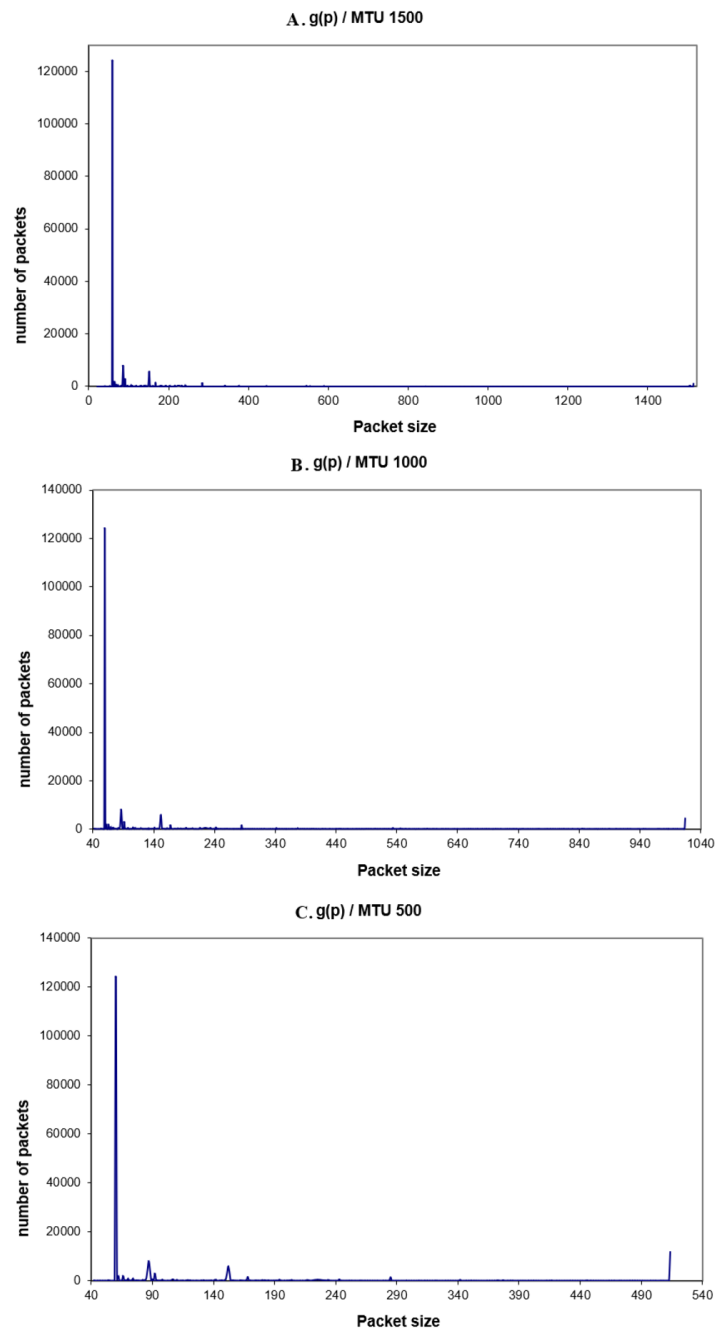 A. g(p) / MTU 1500
120000
100000
80000
60000
40000
20000
0
number of packets
0 200 400 600 800 1000 1200 1400
Packet size
B. g(p) / MTU 1000
140000
120000
100000
80000
60000
40000
20000
0
number of packets
40 140 240 340 440 540 640 740 840 940 1040
Packet size
C. g(p) / MTU 500
140000
120000
100000
80000
60000
40000
20000
0
number of packets
40 90 140 190 240 290 340 390 440 490 540
Packet size